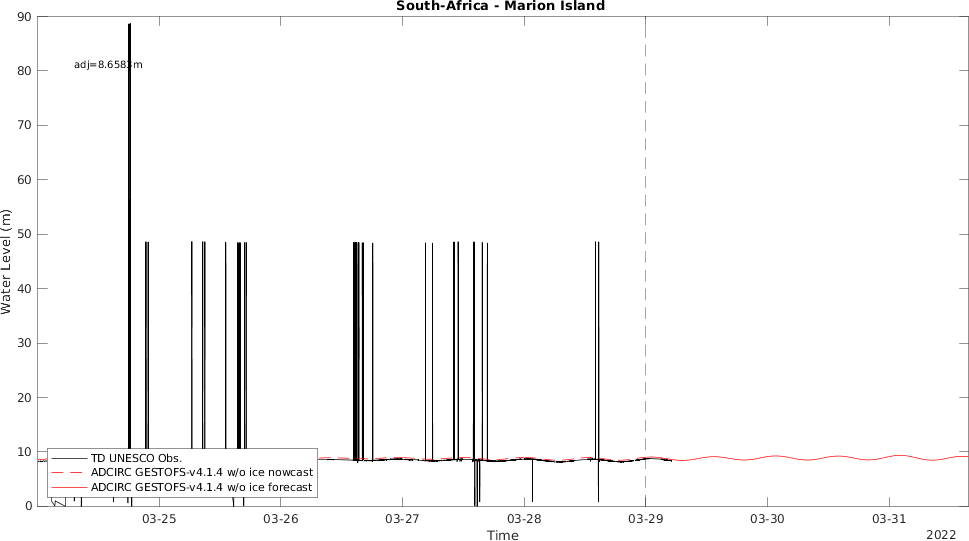 South-Africa - Marion Island
90
80
70
60
50
40
30
20
10
0
Water Level (m)
adj=8.6583m
TD UNESCO Obs.
ADCIRC GESTOFS-v4.1.4 w/o ice nowcast
ADCIRC GESTOFS-v4.1.4 w/o ice forecast
03-25
03-26
03-27
03-28
03-29
03-30
03-31
Time
2022